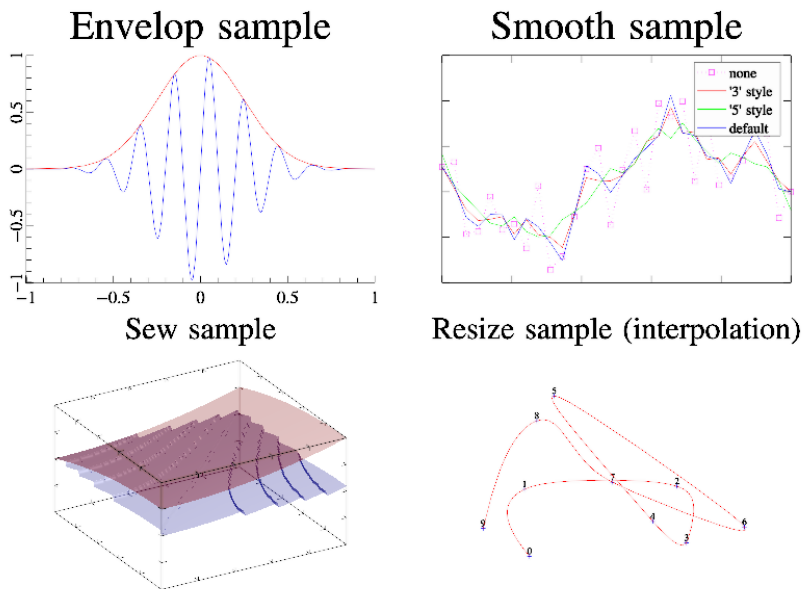 Envelop sample
Smooth sample
1
0.5
0
−0.5
−1
−1
−0.5
0
0.5
1
none
'3' style
'5' style
default
Sew sample
Resize sample (interpolation)
5
8
7
1
2
4
6
9
3
0